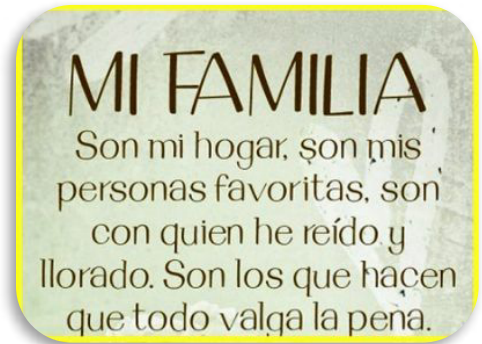 MI FAMILIA
Son mi hogar, son mis
personas favoritas, son
con quien he reído y
llorado. Son los que hacen
que todo valga la pena.